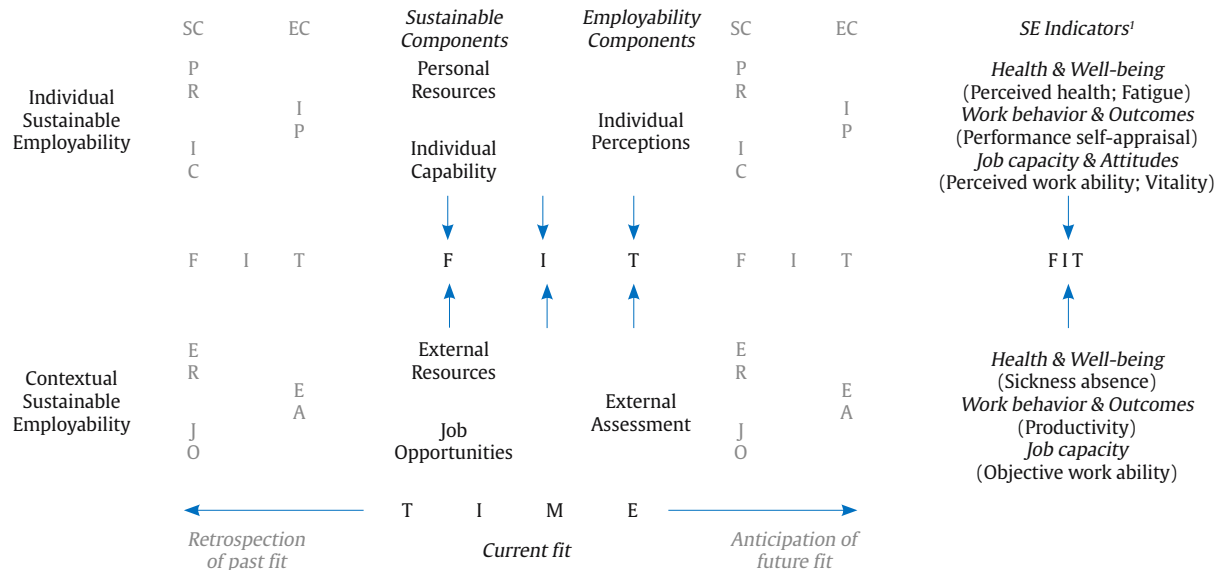 SC EC Sustainable Components Employability Components SC EC SE Indicators¹
Individual
Sustainable
Employability
P
R
I
C
I
P
Personal
Resources
Individual
Capability
Individual
Perceptions
P
R
I
C
I
P
Health & Well-being
(Perceived health; Fatigue)
Work behavior & Outcomes
(Performance self-appraisal)
Job capacity & Attitudes
(Perceived work ability; Vitality)
F I T F I T F I T F I T
Contextual
Sustainable
Employability
E
R
J
O
E
A
External
Resources
Job
Opportunities
External
Assessment
E
R
J
O
E
A
Health & Well-being
(Sickness absence)
Work behavior & Outcomes
(Productivity)
Job capacity
(Objective work ability)
T I M E
Retrospection
of past fit
Current fit
Anticipation of
future fit